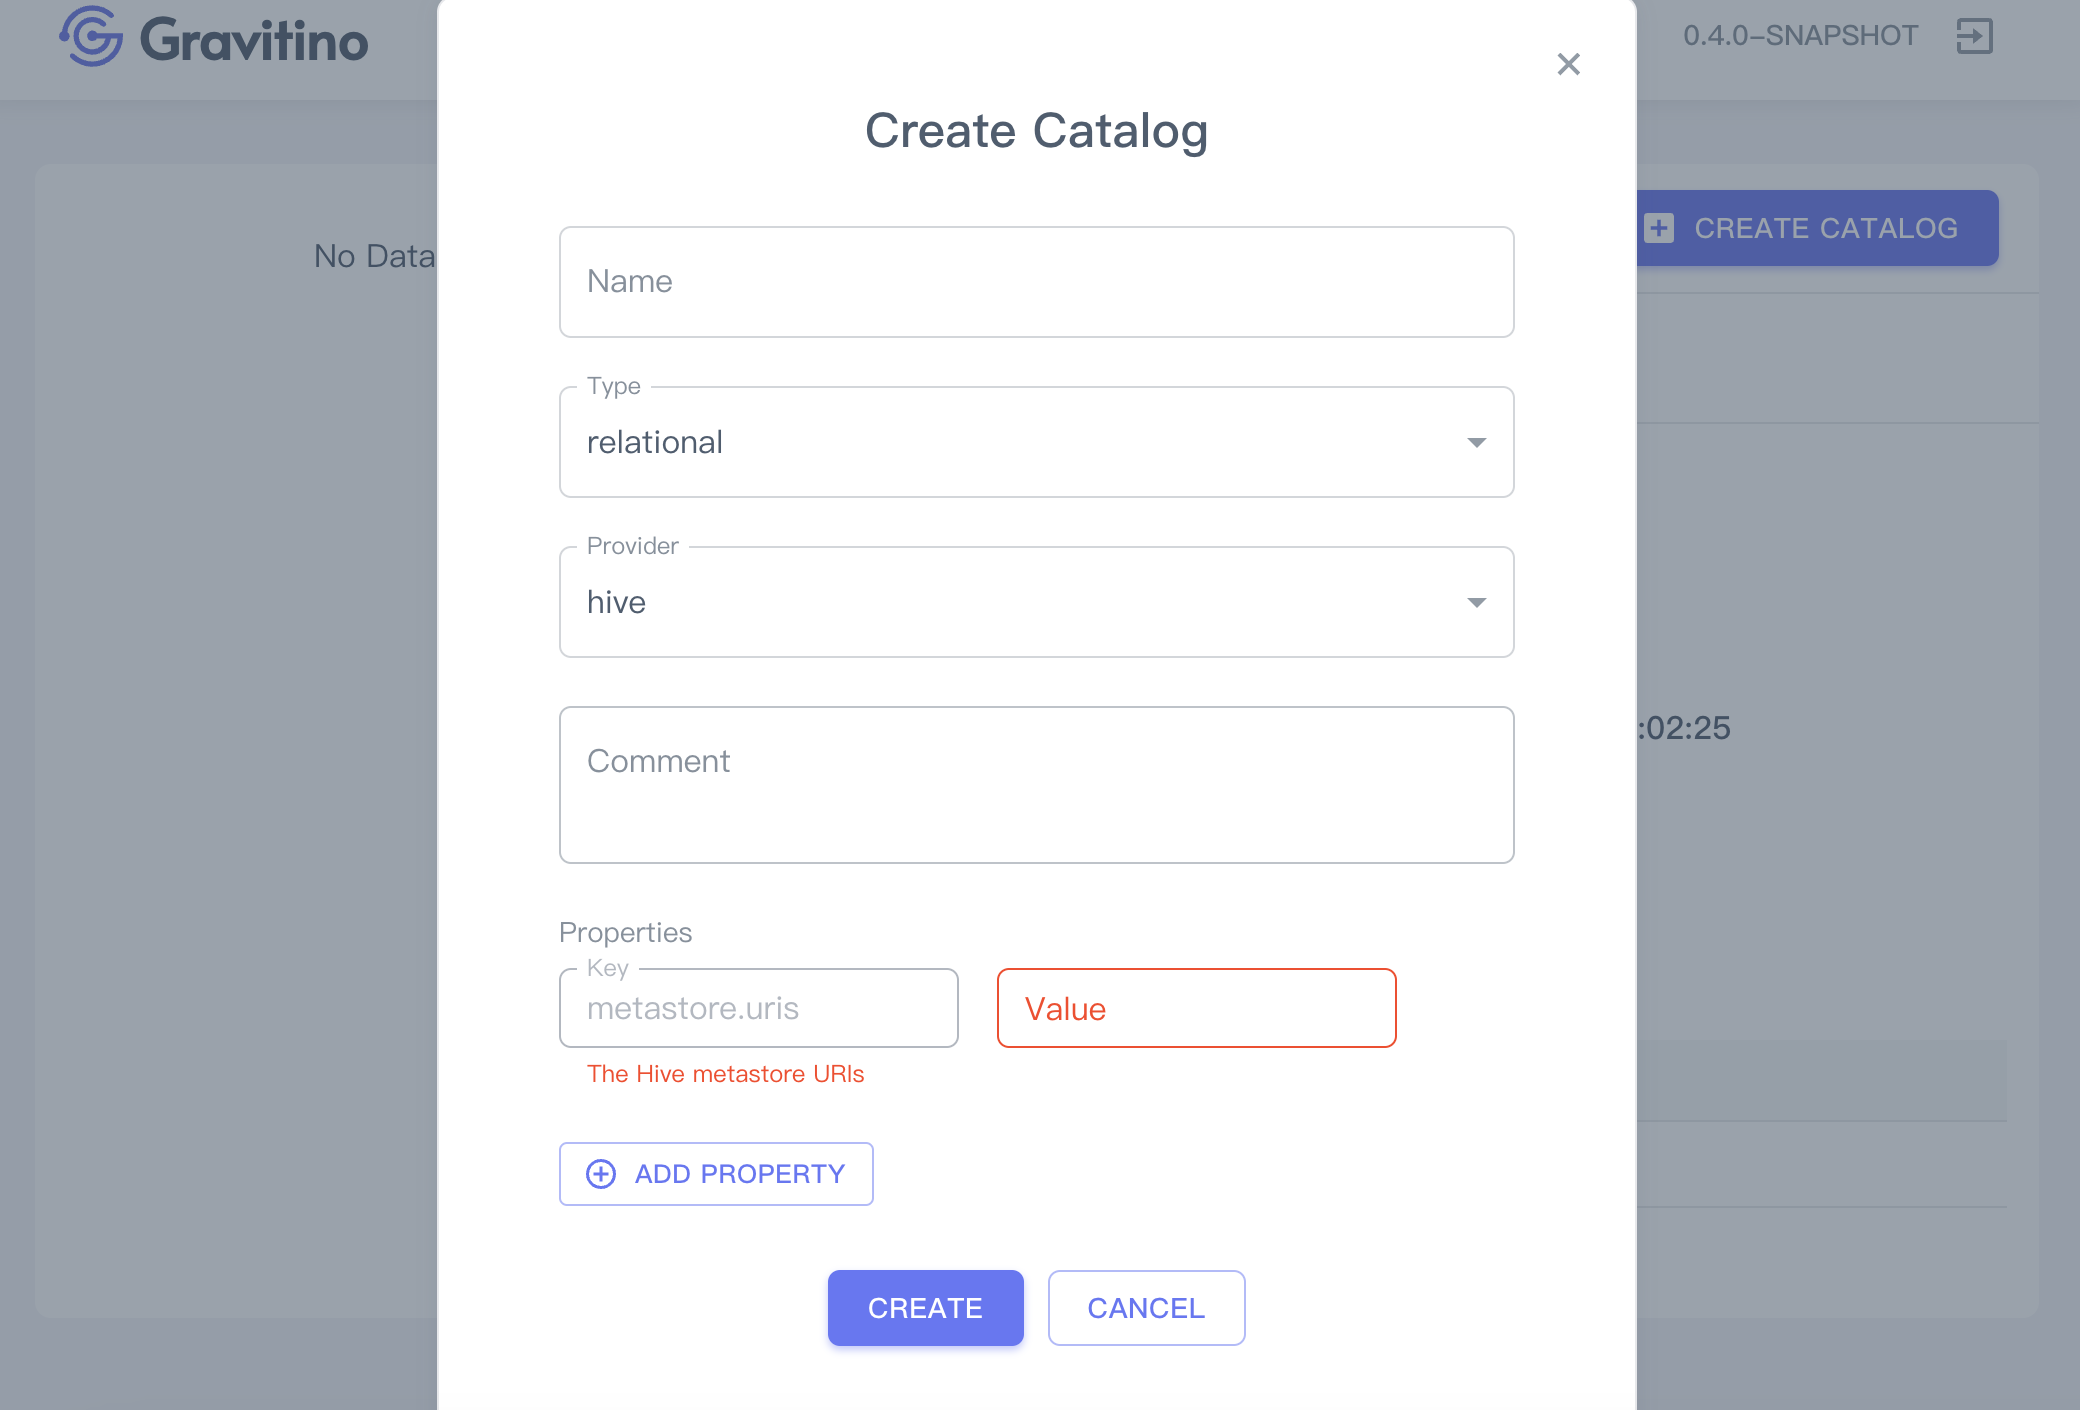 Gravitino
0.4.0-SNAPSHOT
Create Catalog
No Data
CREATE CATALOG
Name
Type
relational
Provider
hive
:02:25
Comment
Properties
Key
metastore.uris
Value
The Hive metastore URIs
ADD PROPERTY
CREATE
CANCEL